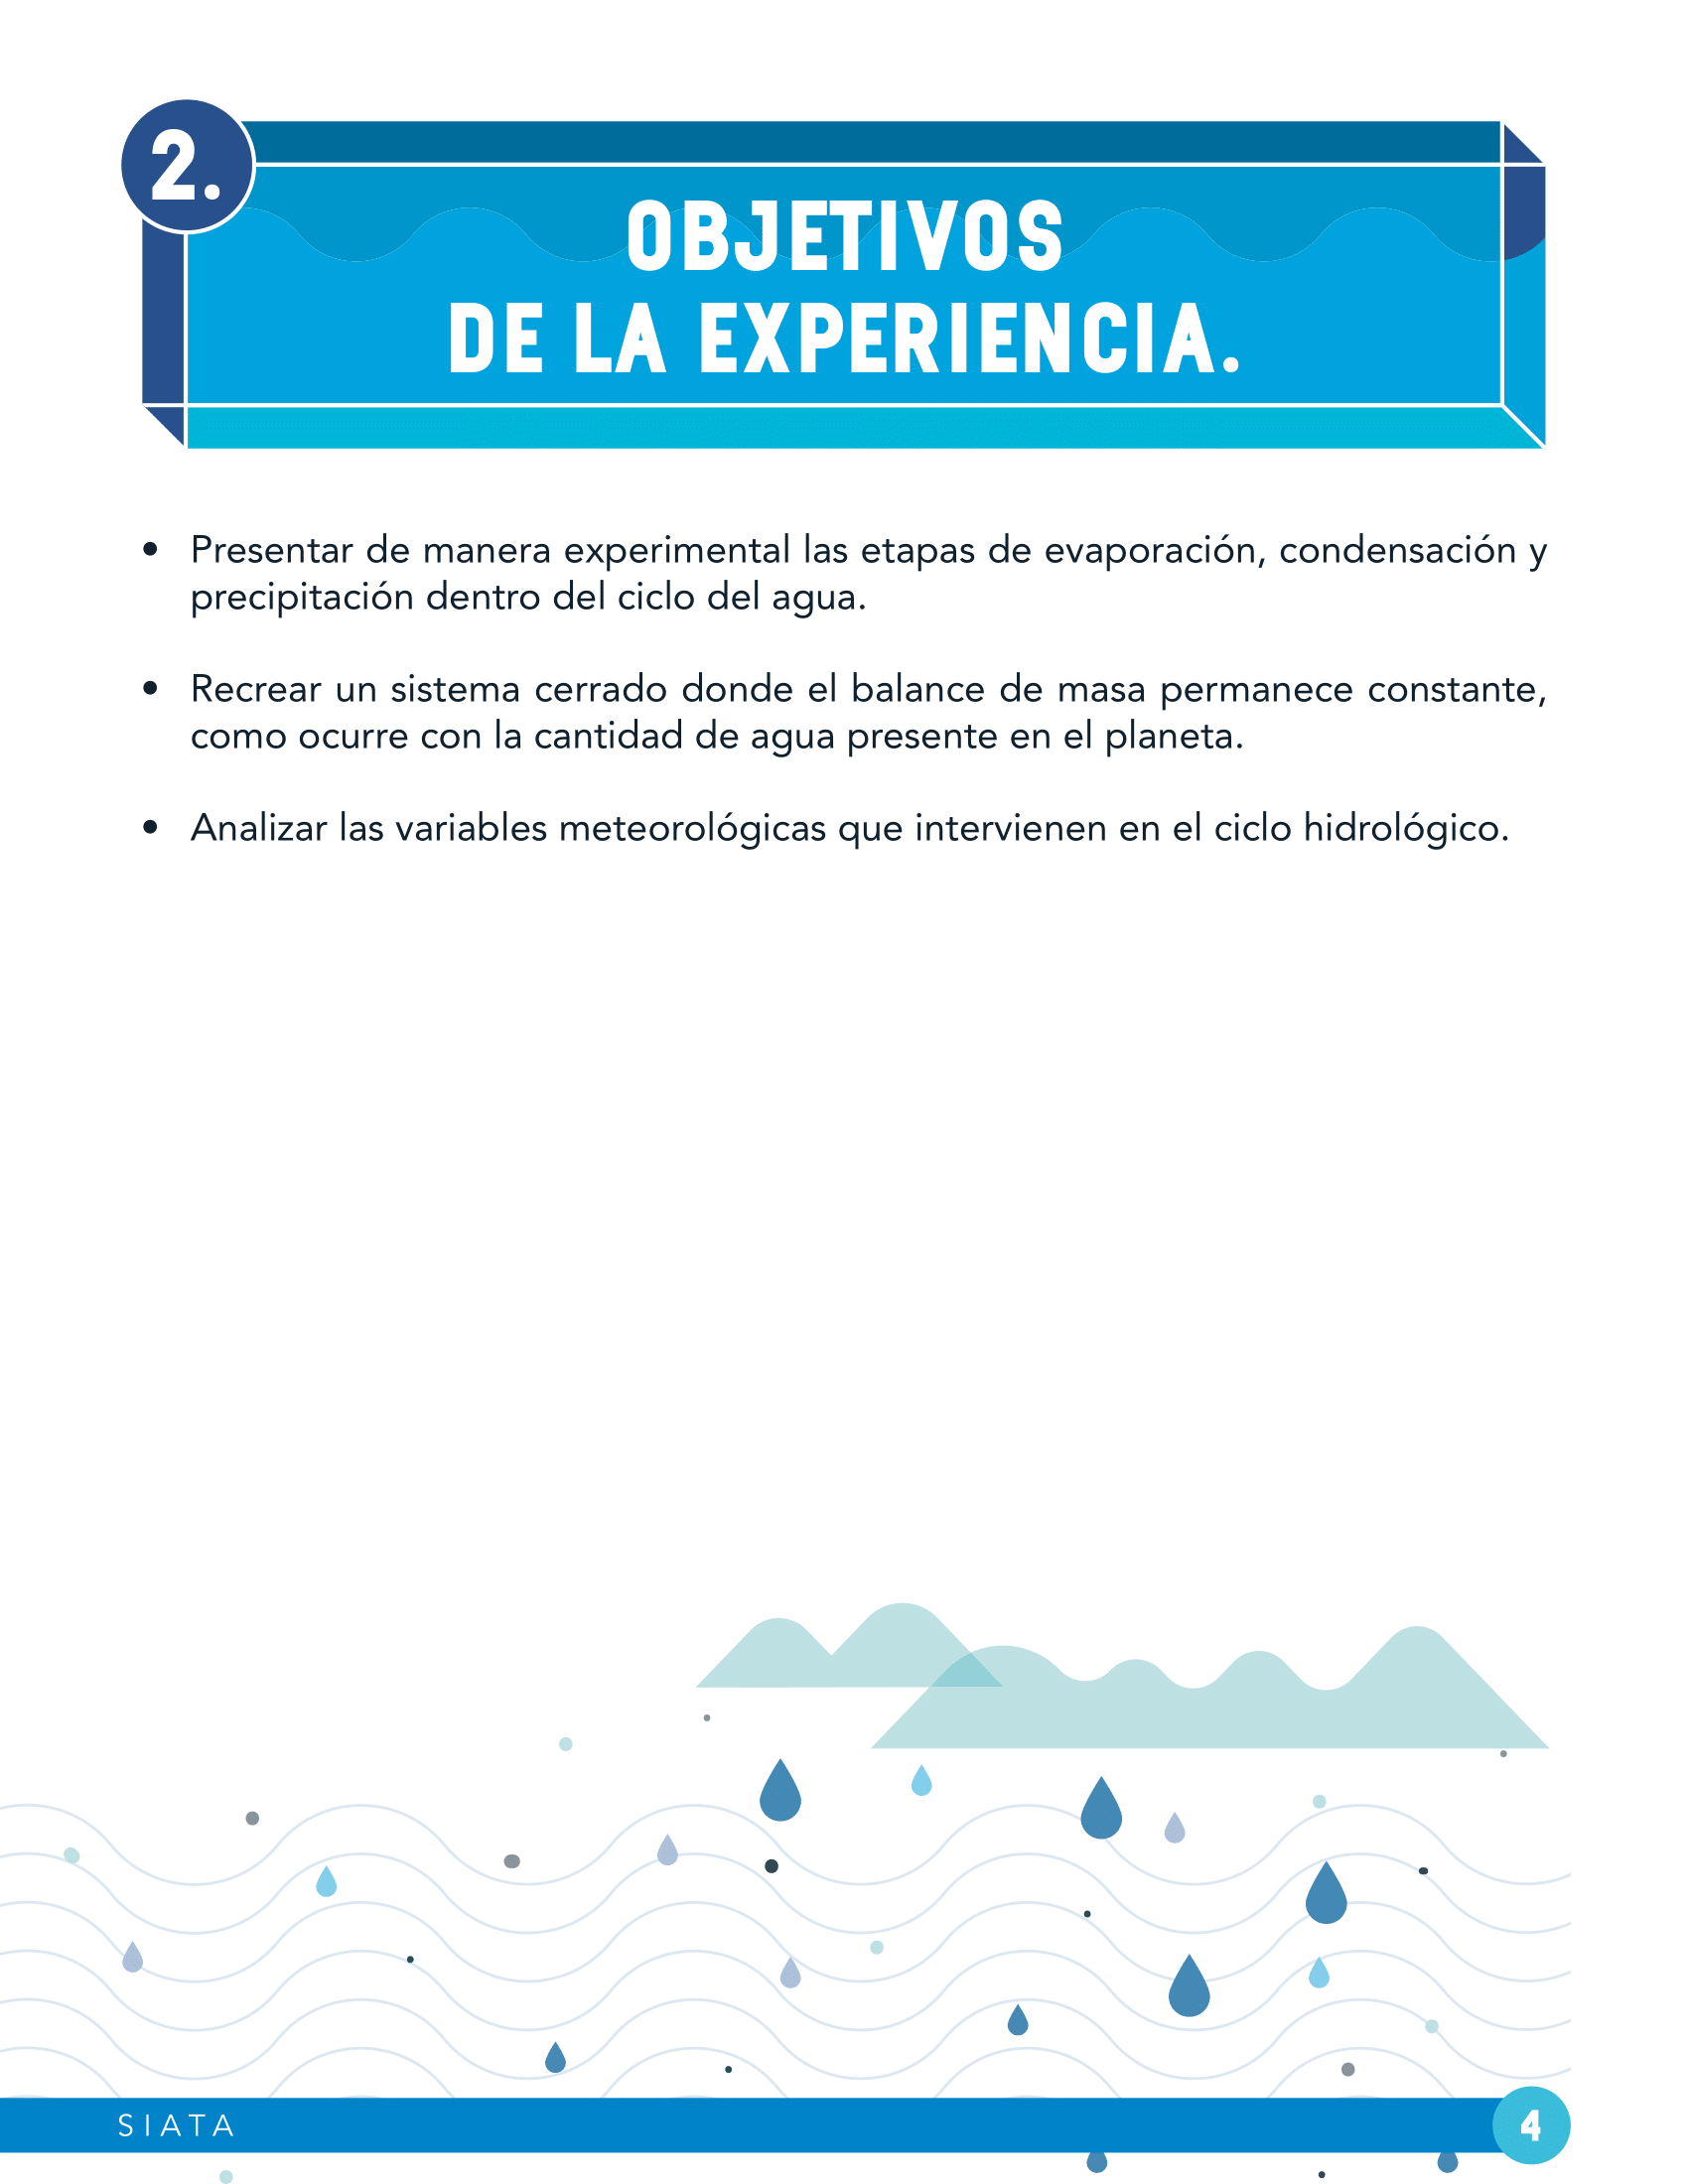 2.
OBJETIVOS
DE LA EXPERIENCIA.
• Presentar de manera experimental las etapas de evaporación, condensación y
precipitación dentro del ciclo del agua.
• Recrear un sistema cerrado donde el balance de masa permanece constante,
como ocurre con la cantidad de agua presente en el planeta.
• Analizar las variables meteorológicas que intervienen en el ciclo hidrológico.
SIATA
4